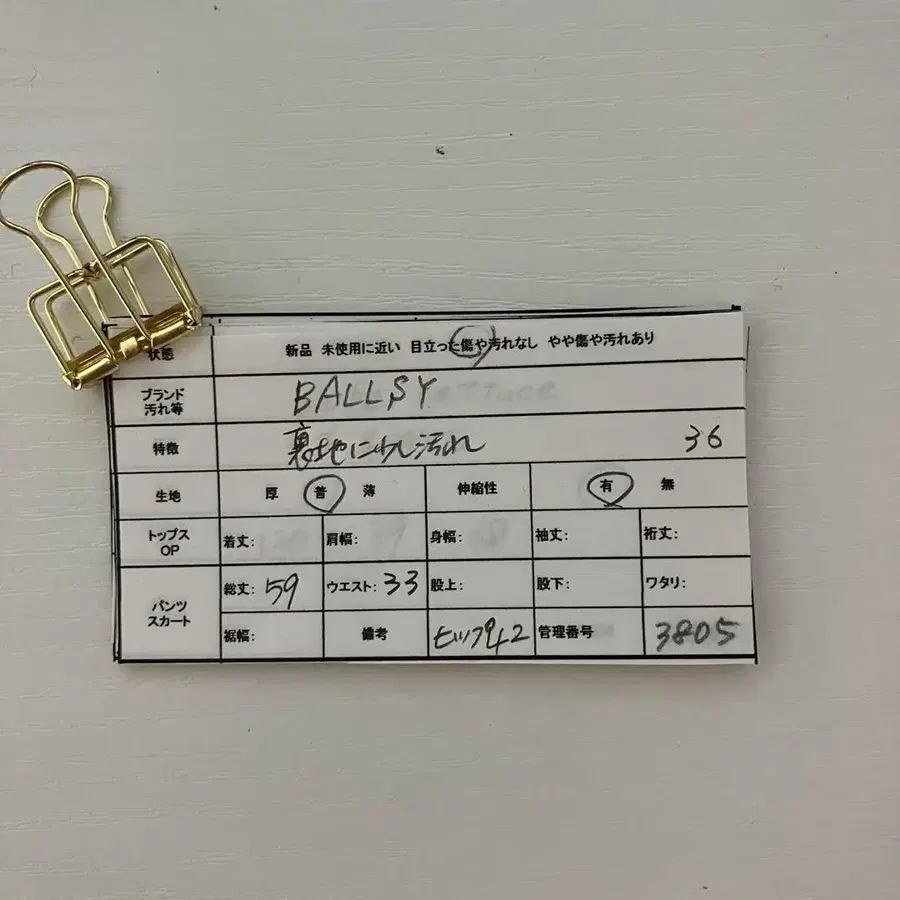 状態 新品 未使用に近い 目立った傷や汚れなし やや傷や汚れあり
ブランド 汚れ等 BALLSY
特徴 裏地に 汚れ 36
生地 厚 普 薄 伸縮性 有 無
トップス OP 着丈: 肩幅: 身幅: 袖丈: 裄丈:
パンツ スカート 総丈: 59 ウエスト: 33 股上: 股下: ワタリ:
裾幅: 備考 ヒップ42 管理番号 3805